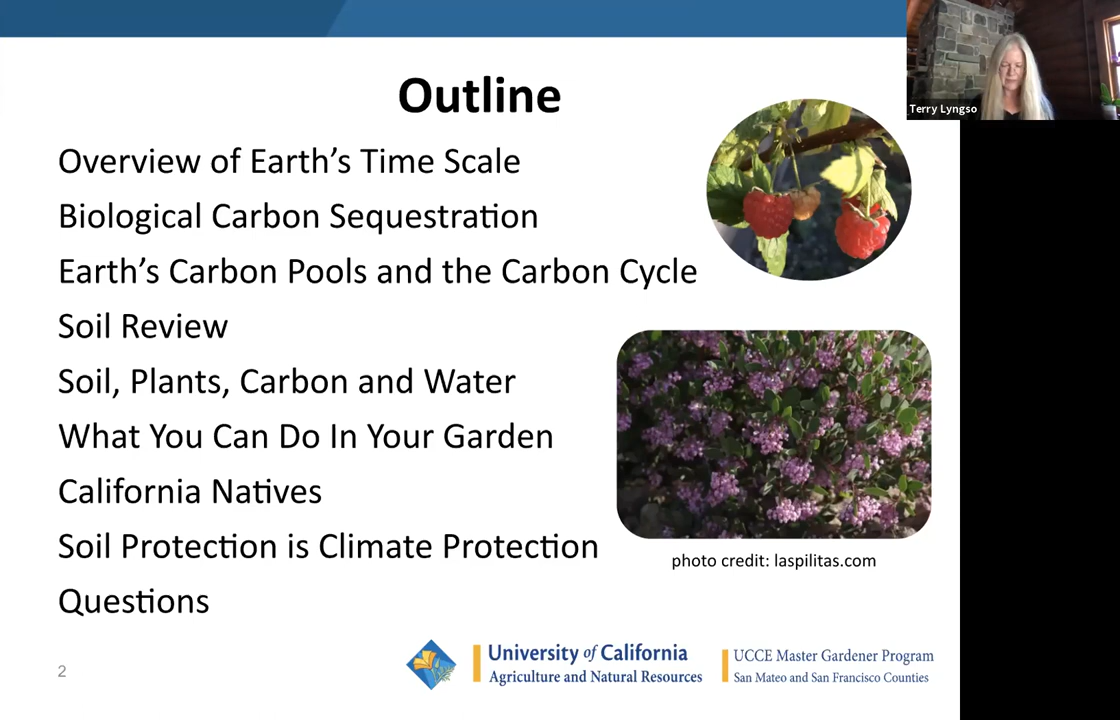 Outline
Overview of Earth’s Time Scale
Biological Carbon Sequestration
Earth’s Carbon Pools and the Carbon Cycle
Soil Review
Soil, Plants, Carbon and Water
What You Can Do In Your Garden
California Natives
Soil Protection is Climate Protection
Questions
photo credit: laspilitas.com
2
University of California
Agriculture and Natural Resources
UCCE Master Gardener Program
San Mateo and San Francisco Counties
Terry Lyngso